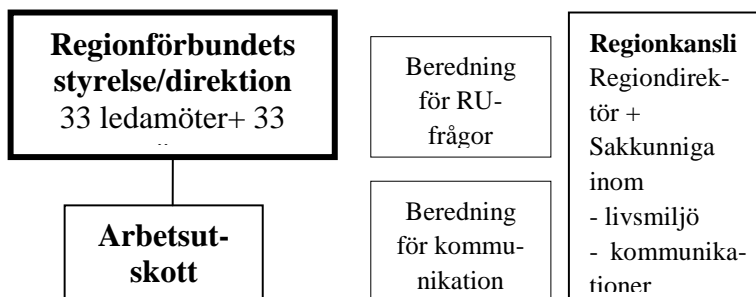 Regionförbundets
styrelse/direktion
33 ledamöter+ 33
Arbetsut-
skott
Beredning
för RU-
frågor
Beredning
för kommu-
nikation
Regionkansli
Regiondirek-
tör +
Sakkunniga
inom
- livsmiljö
- kommunika-
tioner